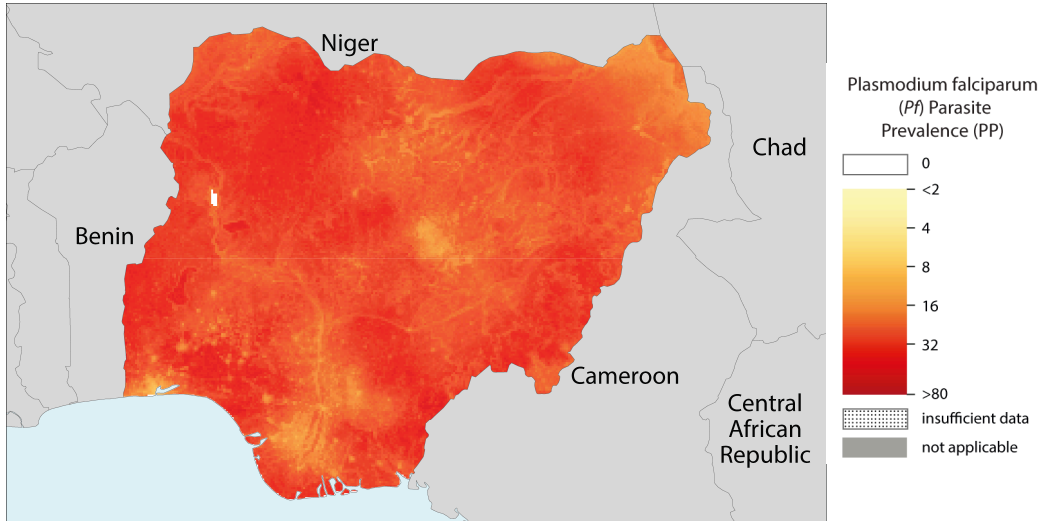 Niger
Chad
Benin
Cameroon
Central
African
Republic
Plasmodium falciparum
(Pf) Parasite
Prevalence (PP)
0
<2
4
8
16
32
>80
insufficient data
not applicable